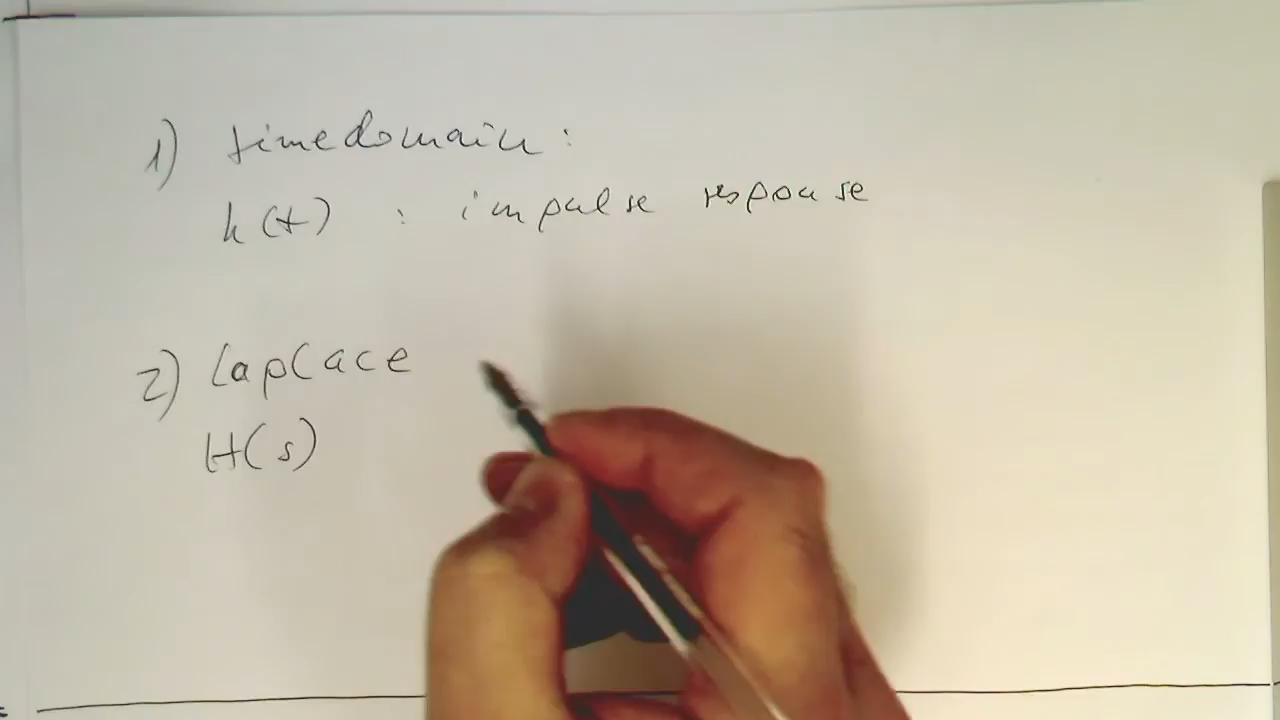 1) timedomain :
h(t) : impulse response
2) Laplace
H(s)